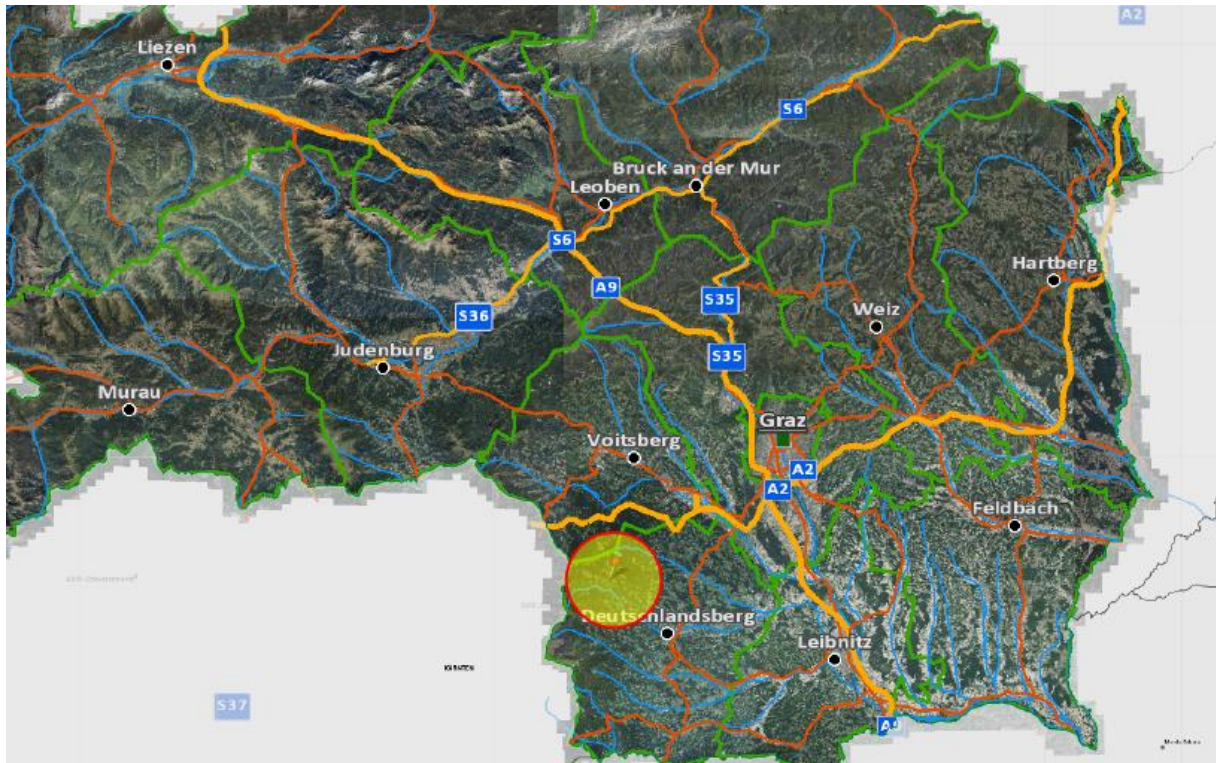 A2
Liezen
S6
Bruck an der Mur
Leoben
S6
Hartberg
A9
S35
Weiz
S36
S35
Judenburg
Murau
Graz
Voitsberg
A2
A2
Feldbach
Deutschlandsberg
Leibnitz
KÄRNTEN
S37